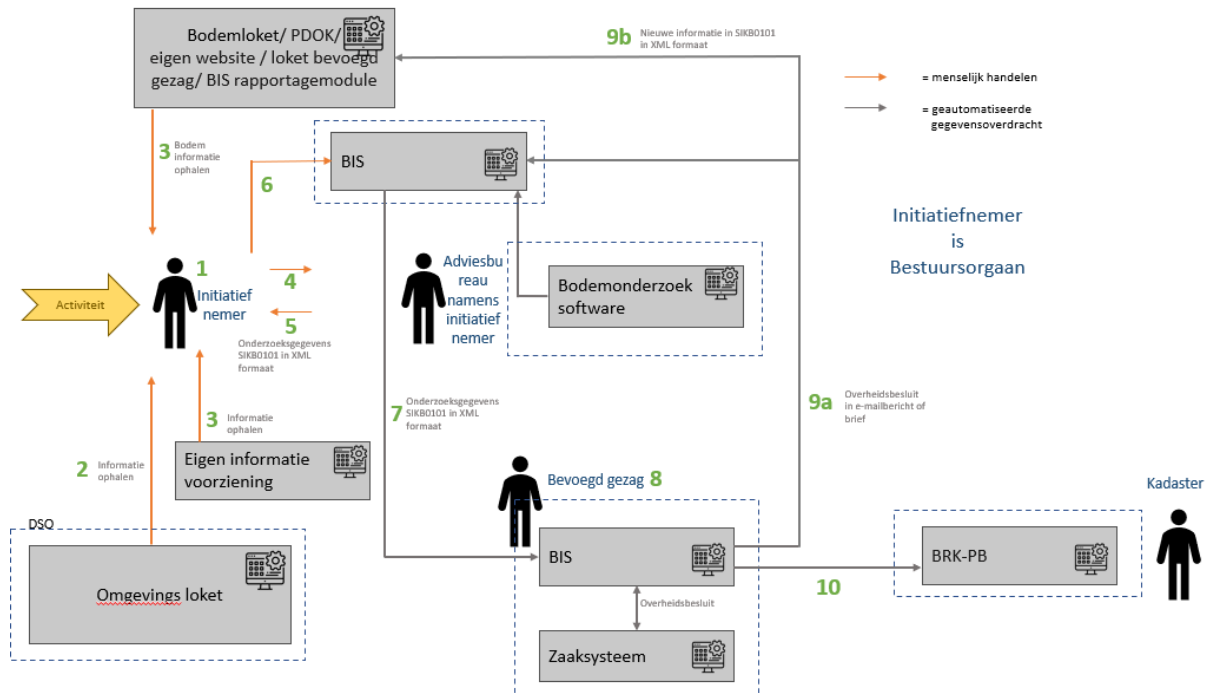 Bodemloket/ PDOK/
eigen website / loket bevoegd
gezag/ BIS rapportagemodule
9b
Nieuwe informatie in SIKB0101
in XML formaat
= menselijk handelen
= geautomatiseerde
gegevensoverdracht
3
Bodem
informatie
ophalen
6
BIS
Initiatiefnemer
is
Bestuursorgaan
Activiteit
1
Initiatief
nemer
4
5
Onderzoeksgegevens
SIKB0101 in XML
formaat
Adviesbu
reau
namens
initiatief
nemer
Bodemonderzoek
software
7
Onderzoeksgegevens
SIKB0101 in XML
formaat
9a
Overheidsbesluit
in e-mailbericht of
brief
3
Informatie
ophalen
2
Informatie
ophalen
Eigen informatie
voorziening
Bevoegd gezag
8
Kadaster
DSO
Omgevings loket
BIS
10
BRK-PB
Overheidsbesluit
Zaaksysteem